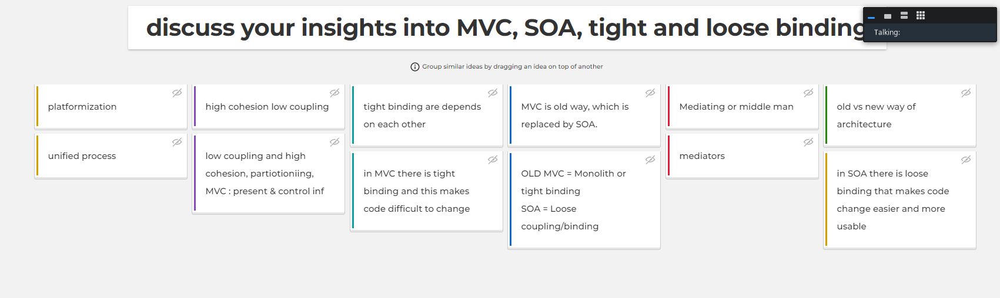 discuss your insights into MVC, SOA, tight and loose binding
Talking:
Group similar ideas by dragging an idea on top of another
platformization
unified process
high cohesion low coupling
low coupling and high
cohesion, partiotioniing,
MVC : present & control inf
tight binding are depends
on each other
in MVC there is tight
binding and this makes
code difficult to change
MVC is old way, which is
replaced by SOA.
OLD MVC = Monolith or
tight binding
SOA = Loose
coupling/binding
Mediating or middle man
mediators
old vs new way of
architecture
in SOA there is loose
binding that makes code
change easier and more
usable